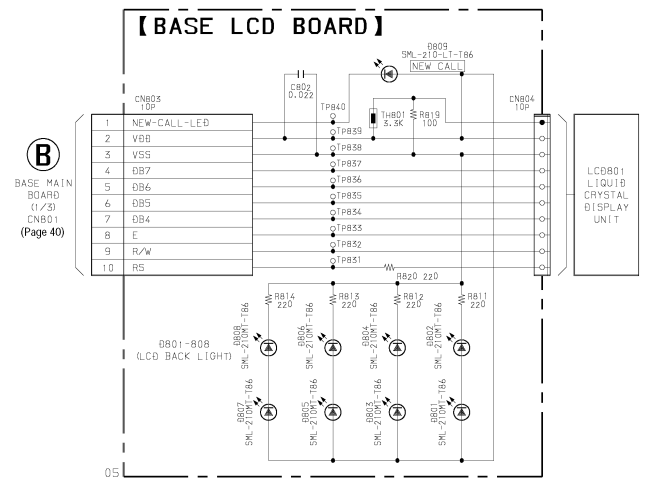 【BASE LCD BOARD】
D809
SML-210-LT-T86
NEW CALL
C802
0.022
CN803
10P
TP840
TH801
3.3K
R819
100
CN804
10P
1 NEW-CALL-LED
2 VDD
3 VSS
4 DB7
5 DB6
6 DB5
7 DB4
8 E
9 R/W
10 RS
TP839
TP838
TP837
TP836
TP835
TP834
TP833
TP832
TP831
B
BASE MAIN
BOARD
(1/3)
CN801
(Page 40)
LCD801
LIQUID
CRYSTAL
DISPLAY
UNIT
R820 220
R814
220
R813
220
R812
220
R811
220
D801-808
(LCD BACK LIGHT)
D808
SML-210MT-T86
D806
SML-210MT-T86
D804
SML-210MT-T86
D802
SML-210MT-T86
D807
SML-210MT-T86
D805
SML-210MT-T86
D803
SML-210MT-T86
D801
SML-210MT-T86
05